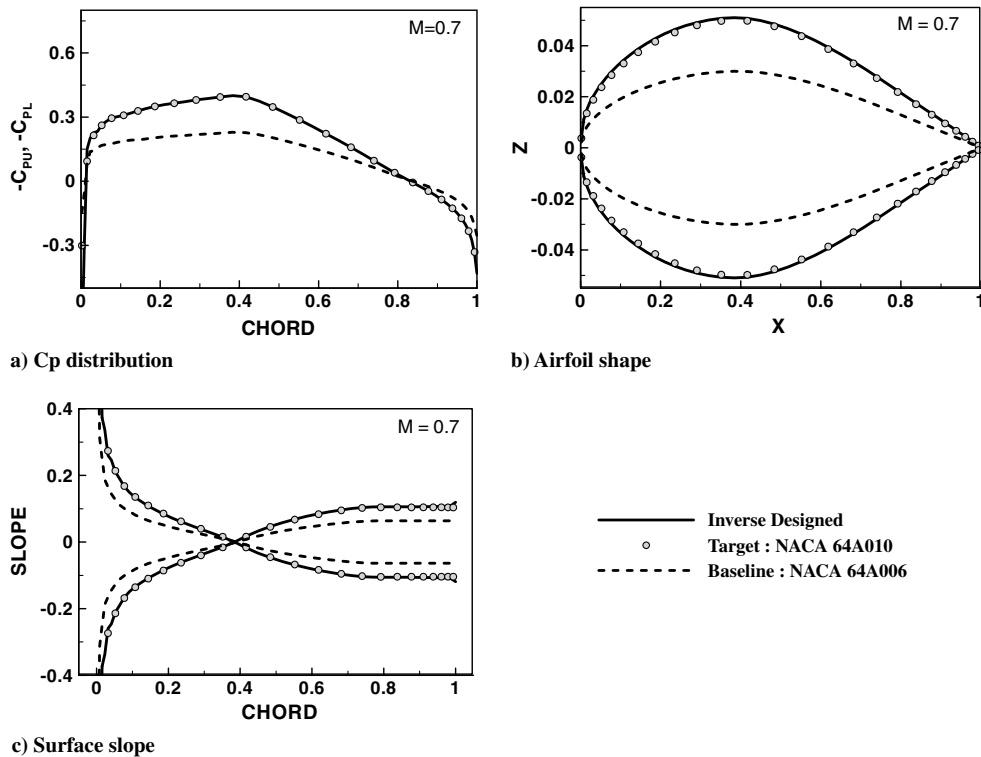 M=0.7
0.6
0.3
0
-0.3
-C_PU, -C_PL
0 0.2 0.4 0.6 0.8 1
CHORD
a) Cp distribution
M = 0.7
0.04
0.02
0
-0.02
-0.04
Z
0 0.2 0.4 0.6 0.8 1
X
b) Airfoil shape
M = 0.7
0.4
0.2
0
-0.2
-0.4
SLOPE
0 0.2 0.4 0.6 0.8 1
CHORD
c) Surface slope
Inverse Designed
Target : NACA 64A010
Baseline : NACA 64A006